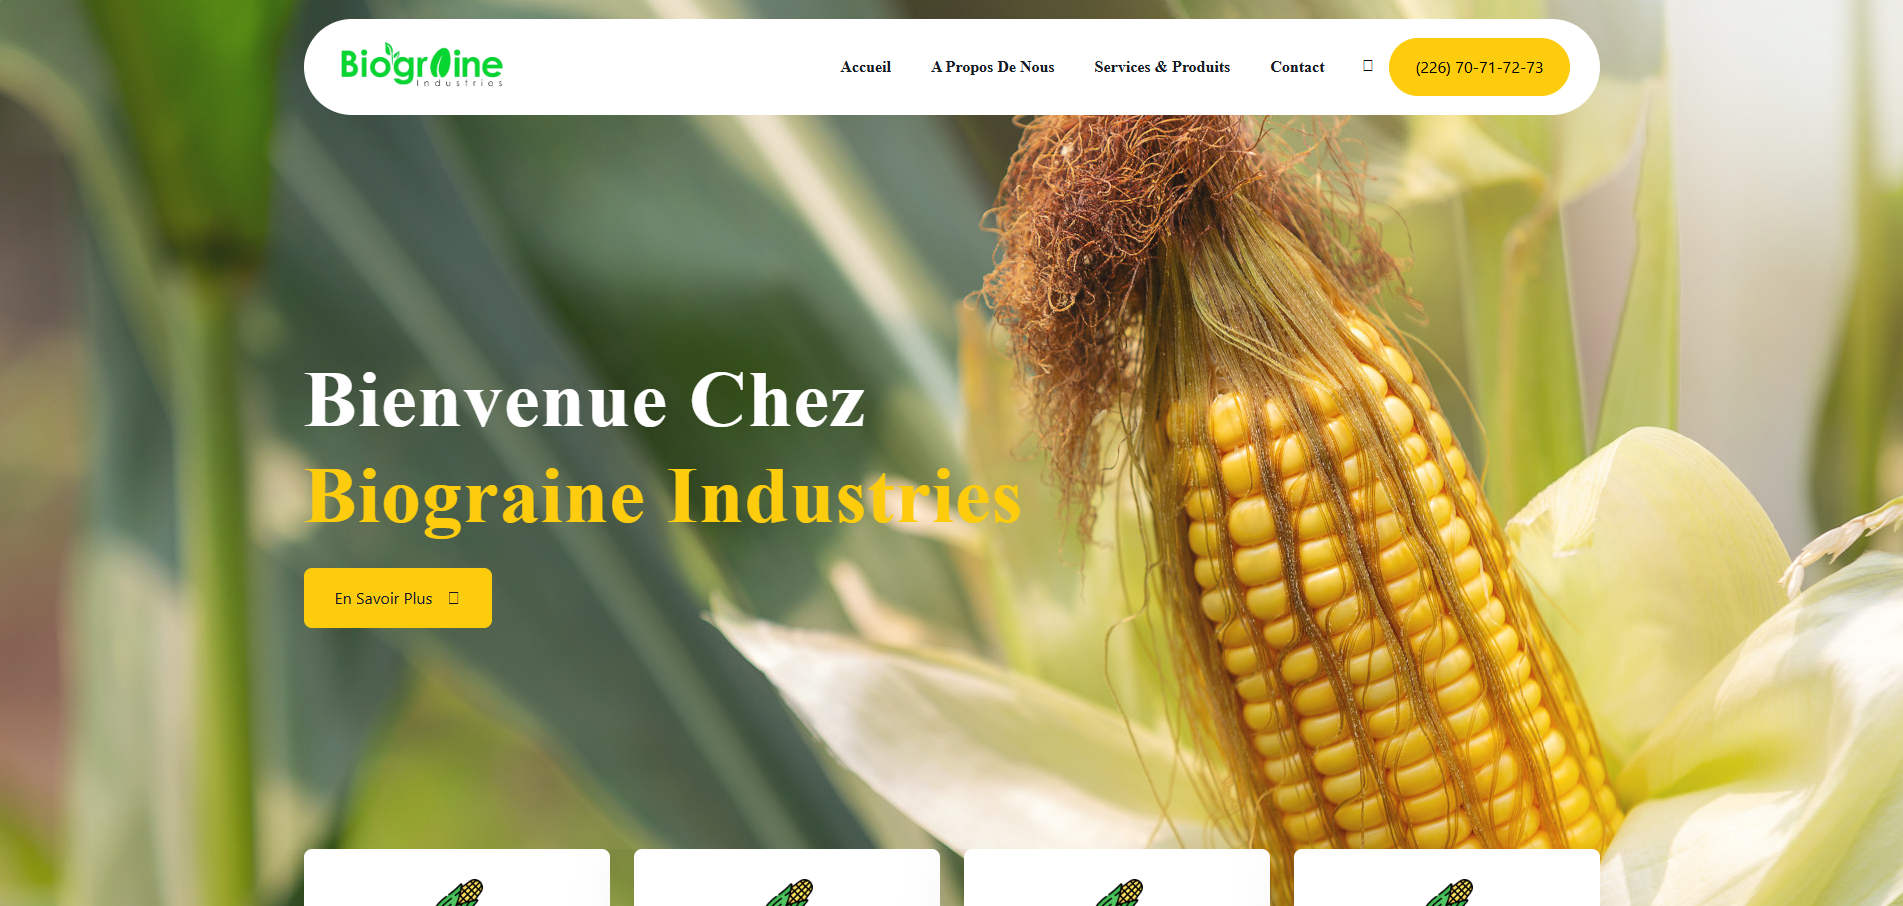 Biograine
Industries
Accueil
A Propos De Nous
Services & Produits
Contact
(226) 70-71-72-73
Bienvenue Chez
Biograine Industries
En Savoir Plus